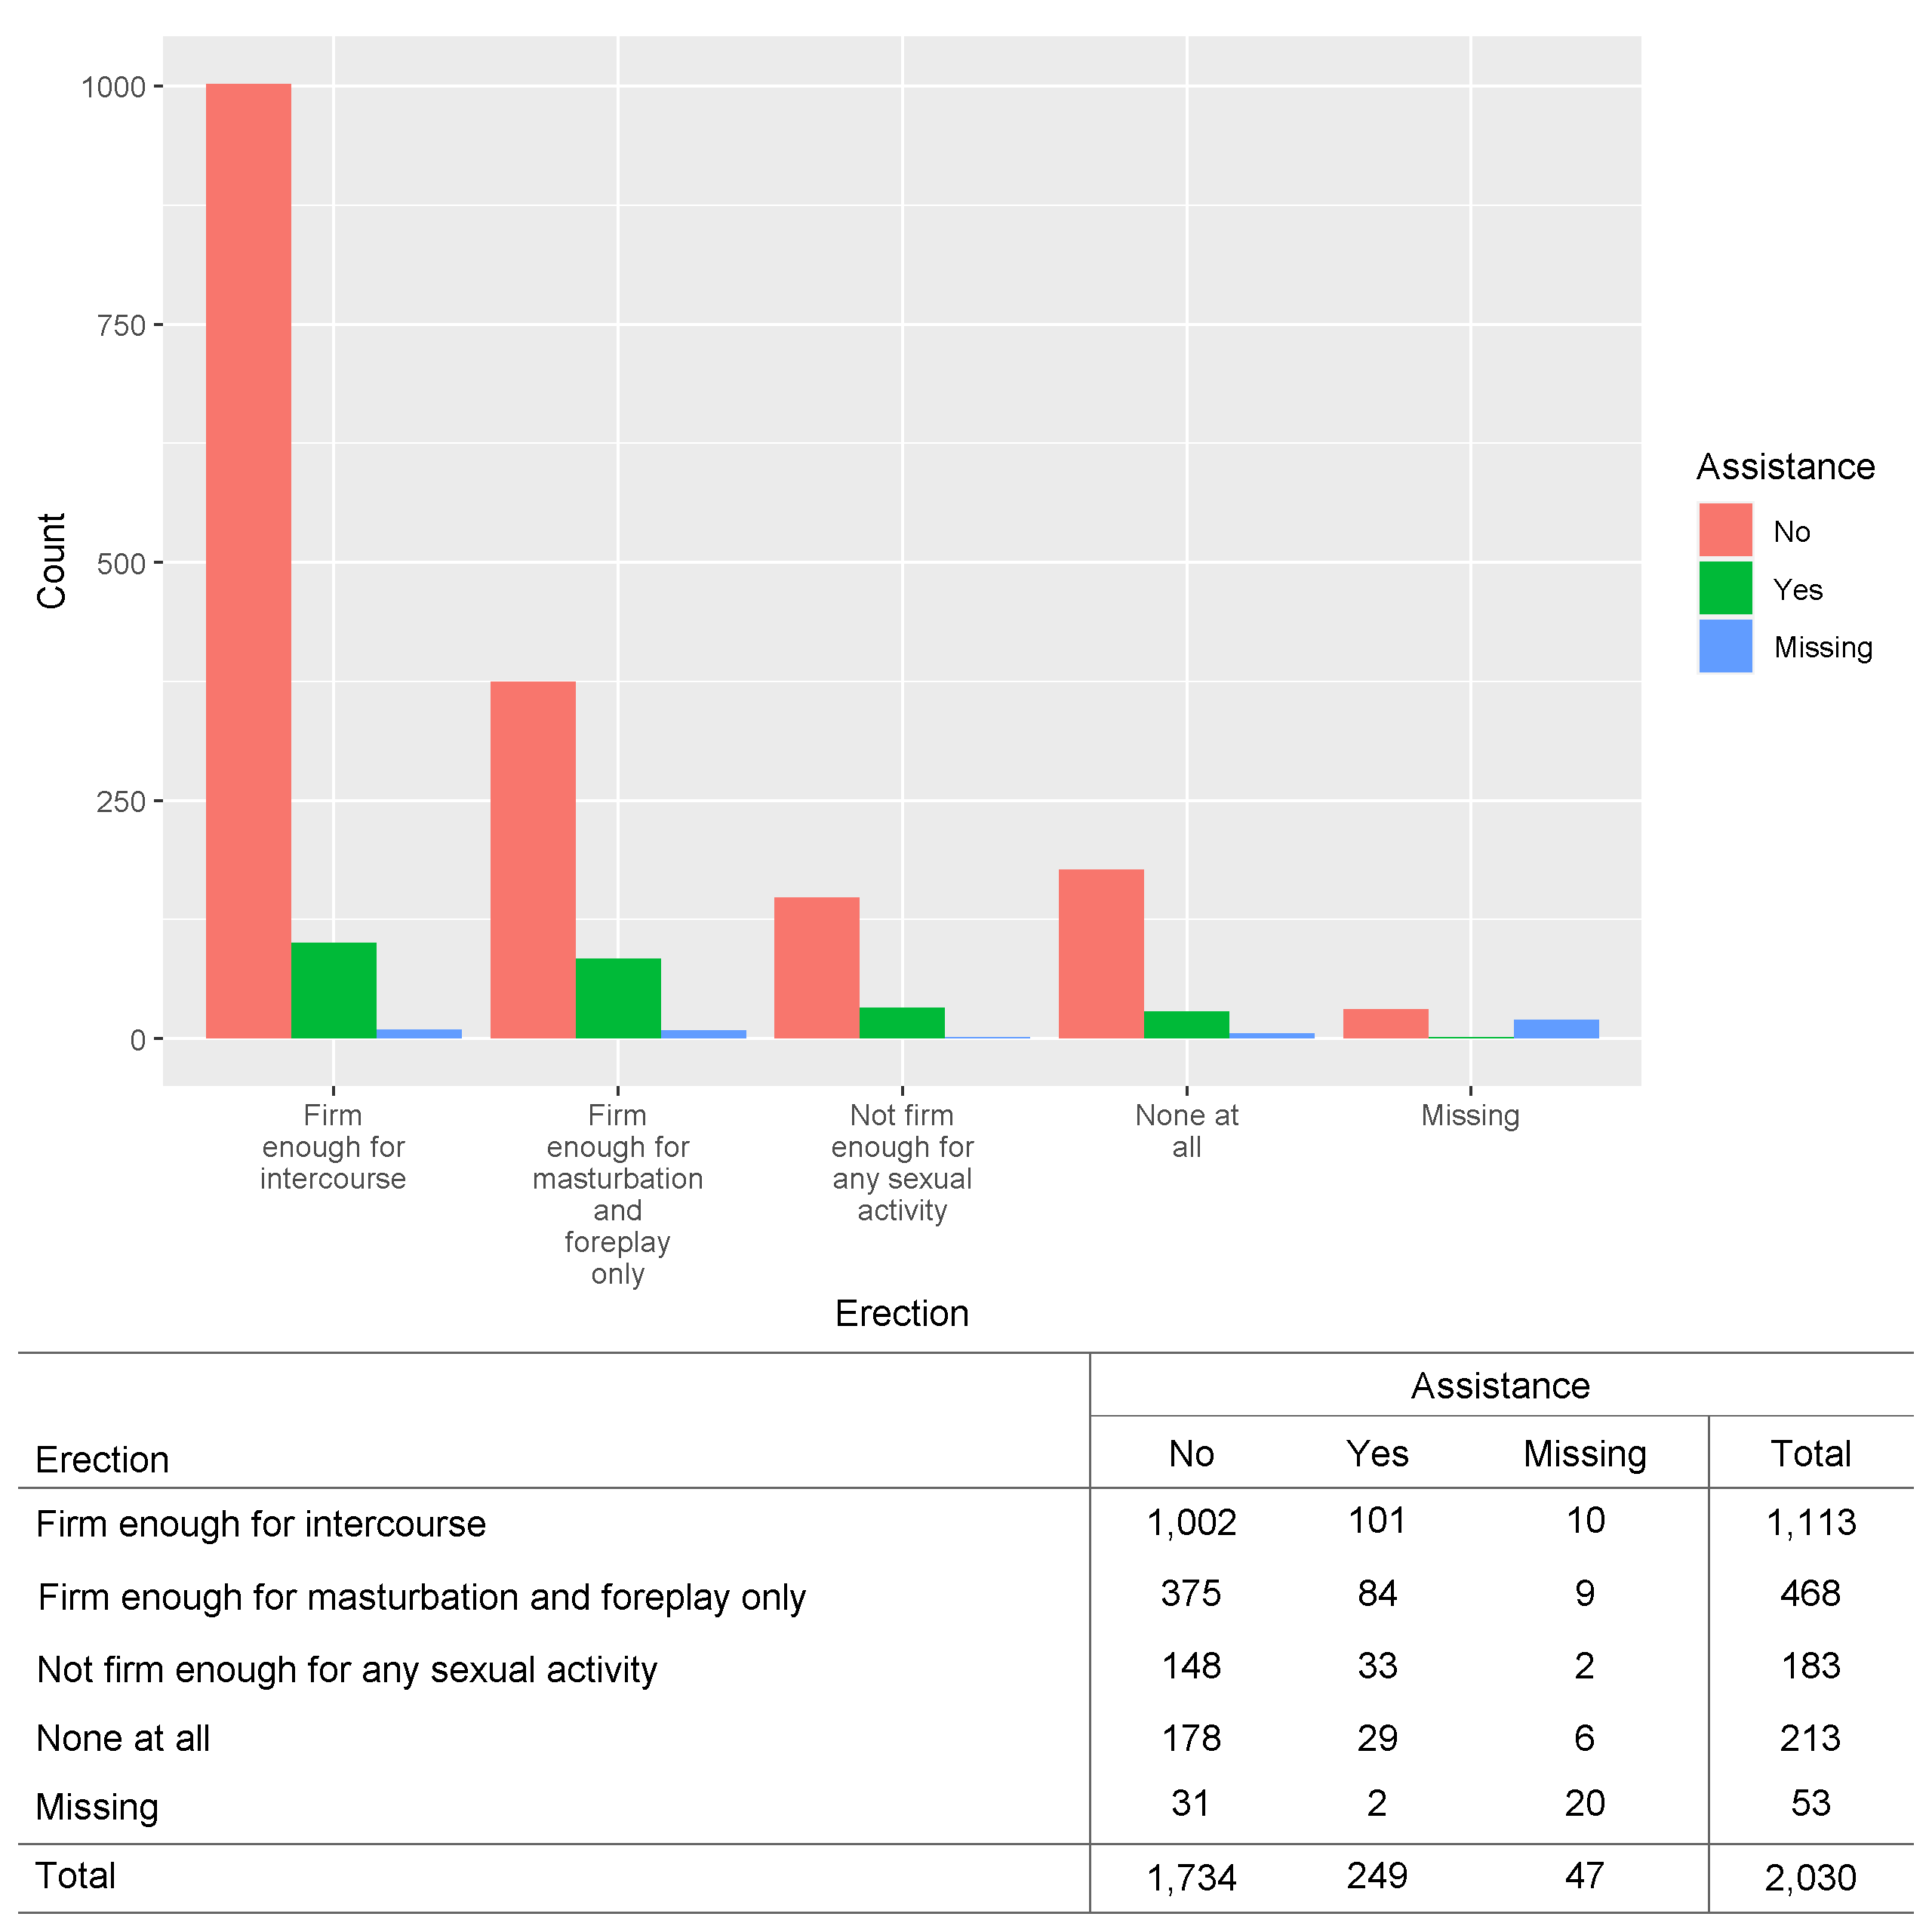 1000
750
500
250
0
Count
Firm
enough for
intercourse
Firm
enough for
masturbation
and
foreplay
only
Not firm
enough for
any sexual
activity
None at
all
Missing
Erection
Assistance
No
Yes
Missing
Assistance
Erection No Yes Missing Total
Firm enough for intercourse 1,002 101 10 1,113
Firm enough for masturbation and foreplay only 375 84 9 468
Not firm enough for any sexual activity 148 33 2 183
None at all 178 29 6 213
Missing 31 2 20 53
Total 1,734 249 47 2,030